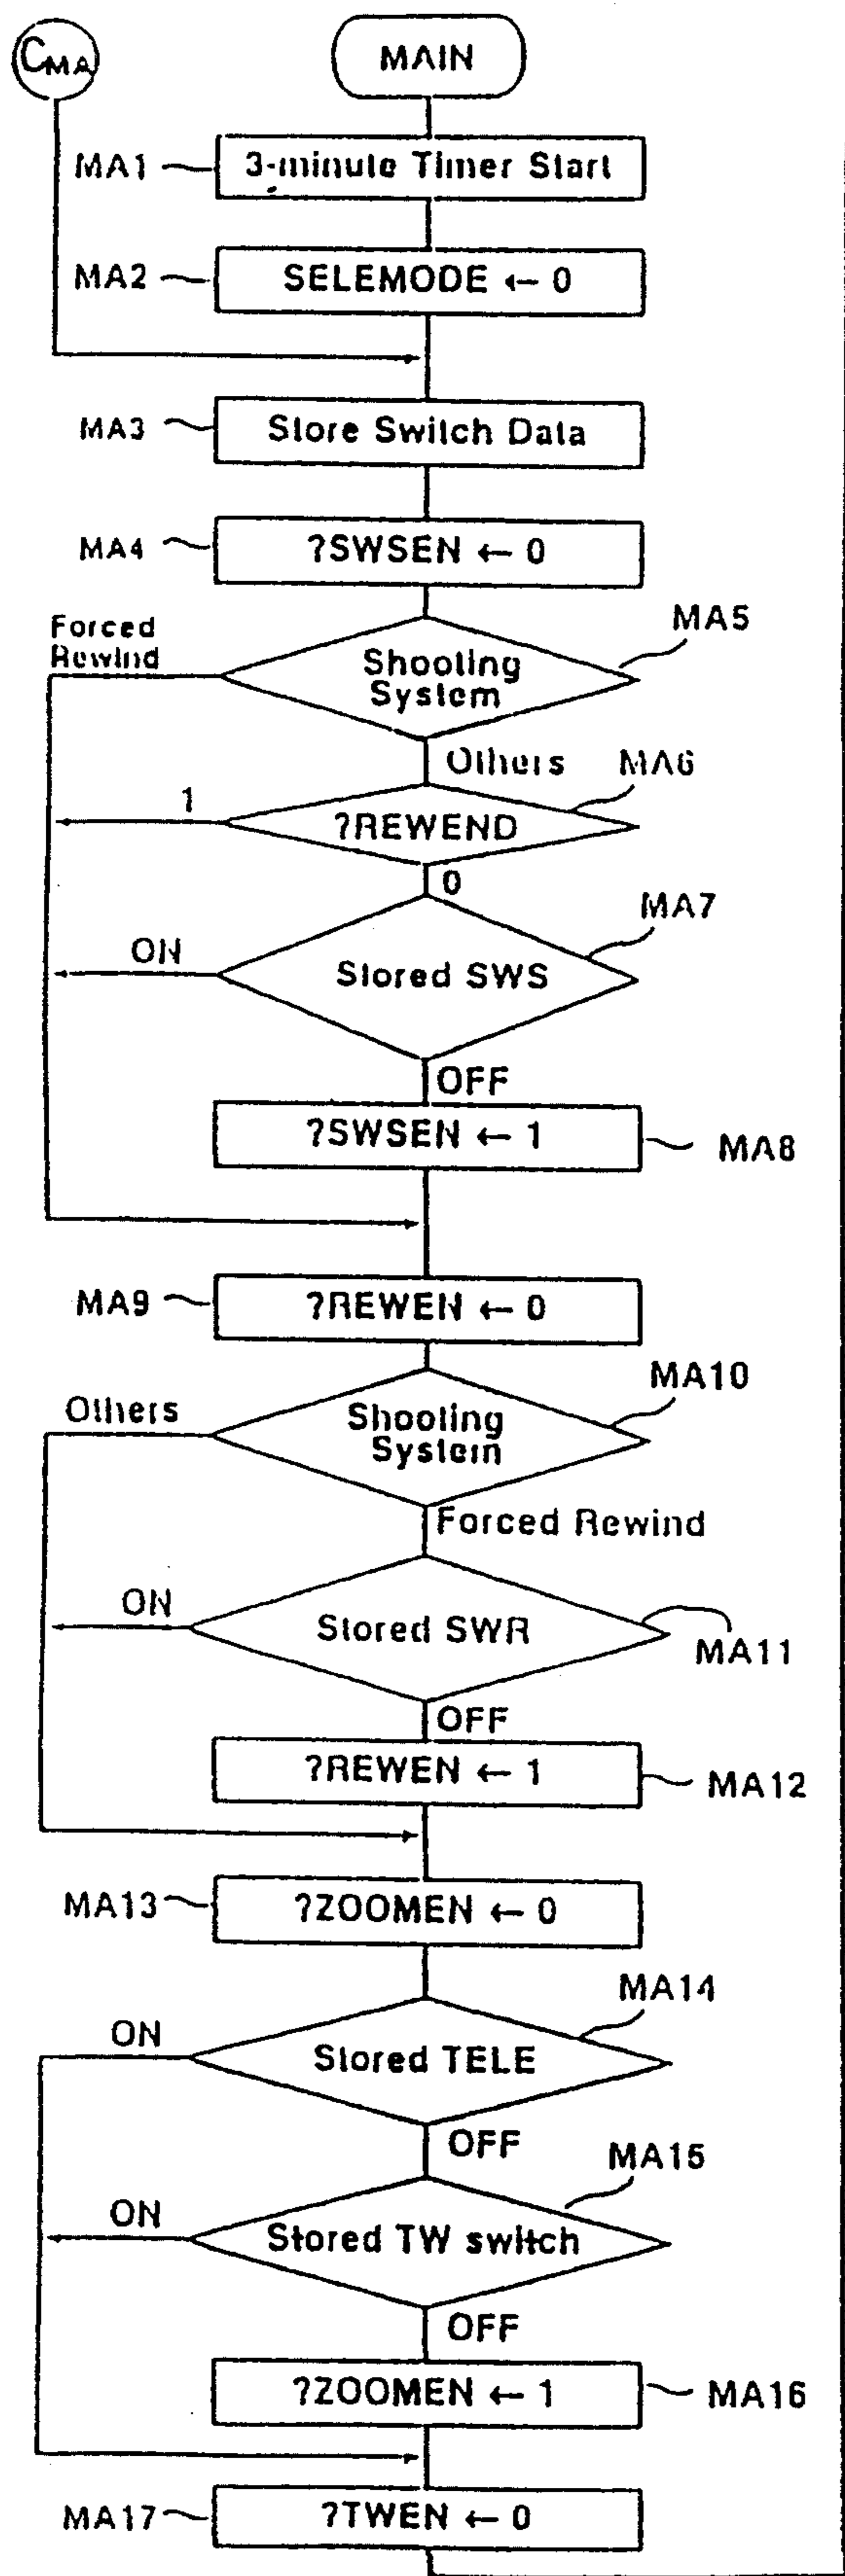 CMA
MAIN
MA1
3-minute Timer Start
MA2
SELEMODE ← 0
MA3
Store Switch Data
MA4
?SWSEN ← 0
Forced
Rewind
Shooting
System
MA5
Others
MA6
1
?REWEND
0
MA7
ON
Stored SWS
OFF
?SWSEN ← 1
MA8
MA9
?REWEN ← 0
MA10
Others
Shooting
System
Forced Rewind
ON
Stored SWR
MA11
OFF
?REWEN ← 1
MA12
MA13
?ZOOMEN ← 0
MA14
ON
Stored TELE
OFF
MA15
ON
Stored TW switch
OFF
?ZOOMEN ← 1
MA16
MA17
?TWEN ← 0